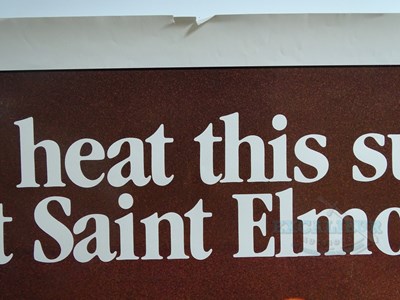 heat this su
t Saint Elmo